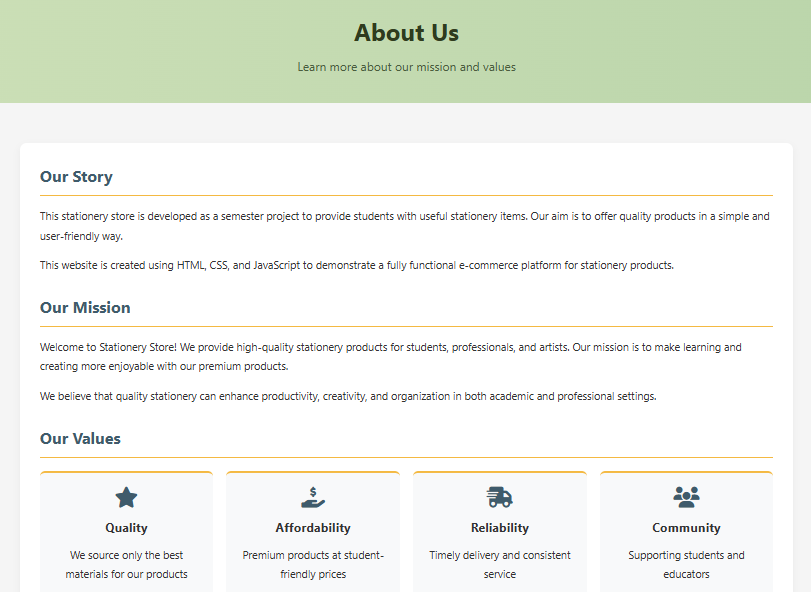 About Us
Learn more about our mission and values
Our Story
This stationery store is developed as a semester project to provide students with useful stationery items. Our aim is to offer quality products in a simple and
user-friendly way.
This website is created using HTML, CSS, and JavaScript to demonstrate a fully functional e-commerce platform for stationery products.
Our Mission
Welcome to Stationery Store! We provide high-quality stationery products for students, professionals, and artists. Our mission is to make learning and
creating more enjoyable with our premium products.
We believe that quality stationery can enhance productivity, creativity, and organization in both academic and professional settings.
Our Values
Quality
We source only the best
materials for our products
Affordability
Premium products at student-
friendly prices
Reliability
Timely delivery and consistent
service
Community
Supporting students and
educators